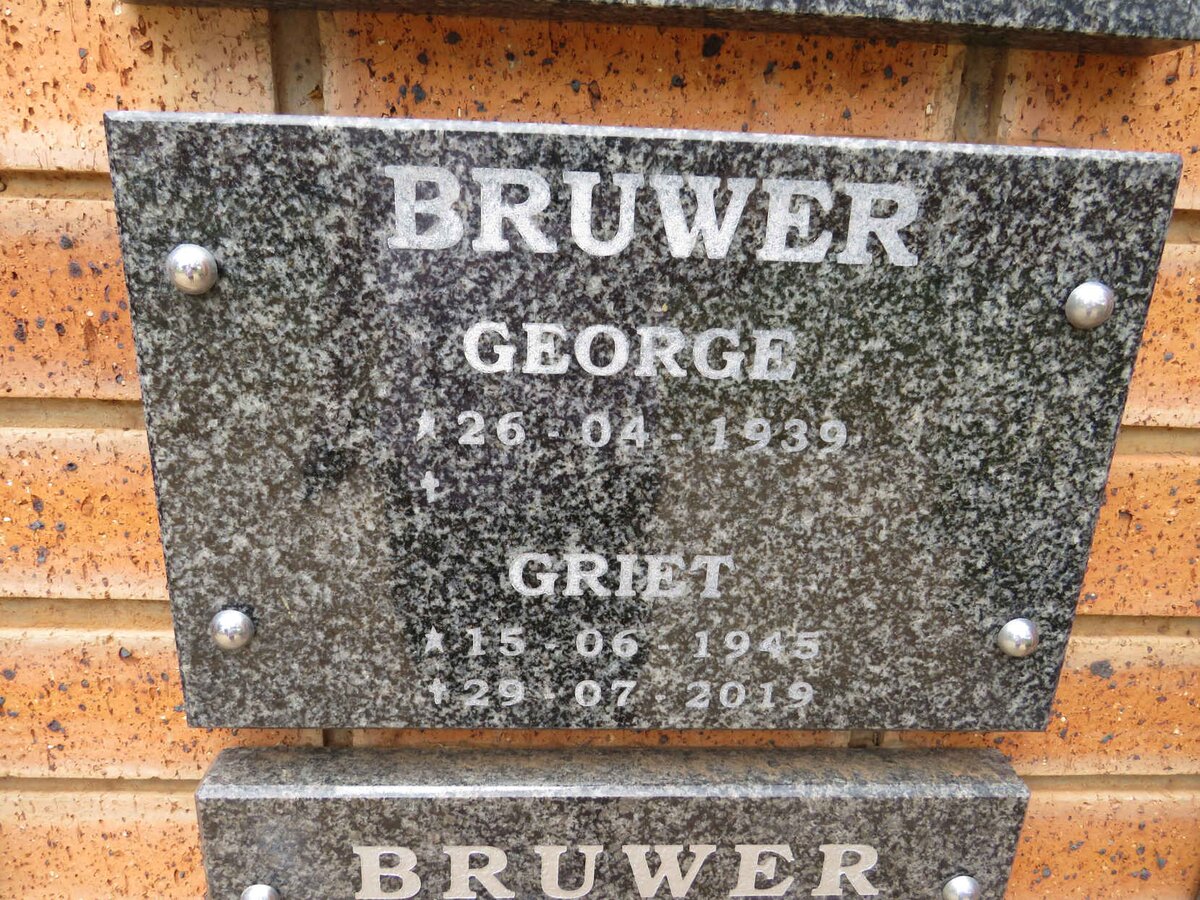 BRUWER
GEORGE
★ 26 - 04 - 1939
✝
GRIET
★ 15 - 06 - 1945
✝ 29 - 07 - 2019
BRUWER